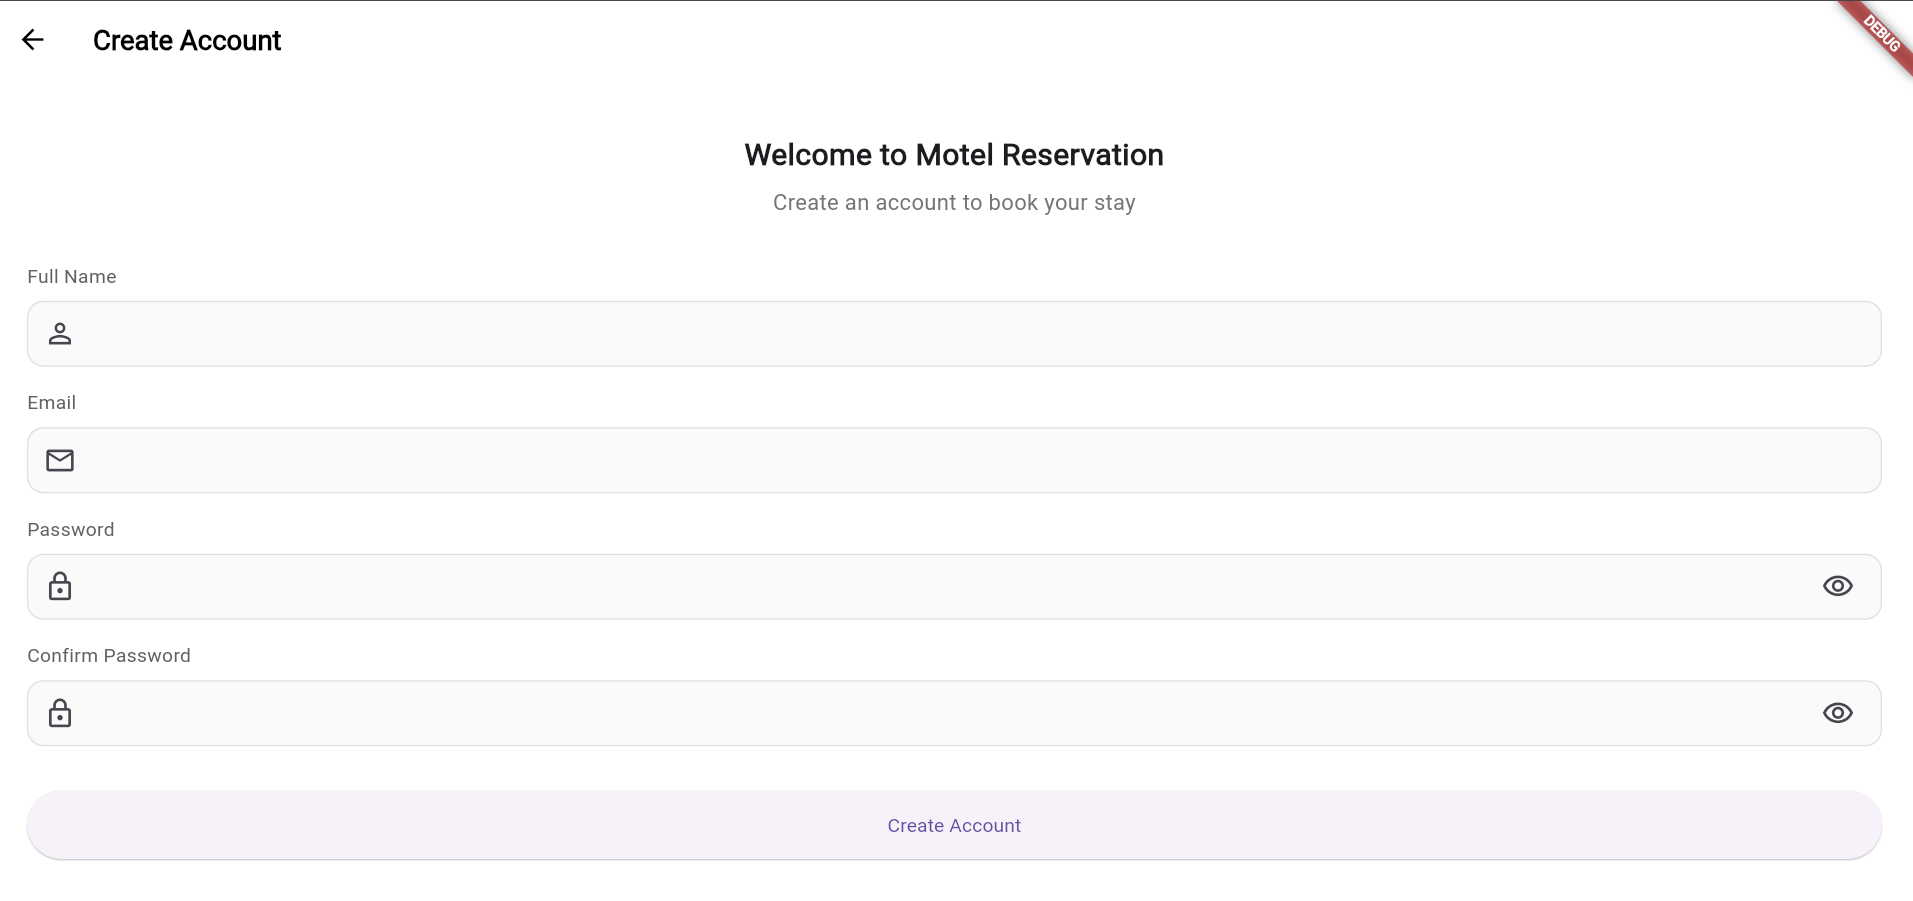 Create Account
DEBUG
Welcome to Motel Reservation
Create an account to book your stay
Full Name
Email
Password
Confirm Password
Create Account